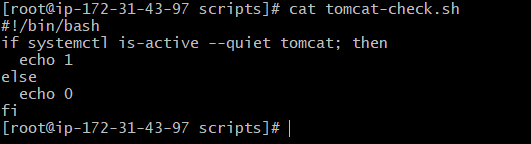 [root@ip-172-31-43-97 scripts]# cat tomcat-check.sh
#!/bin/bash
if systemctl is-active --quiet tomcat; then
  echo 1
else
  echo 0
fi
[root@ip-172-31-43-97 scripts]#